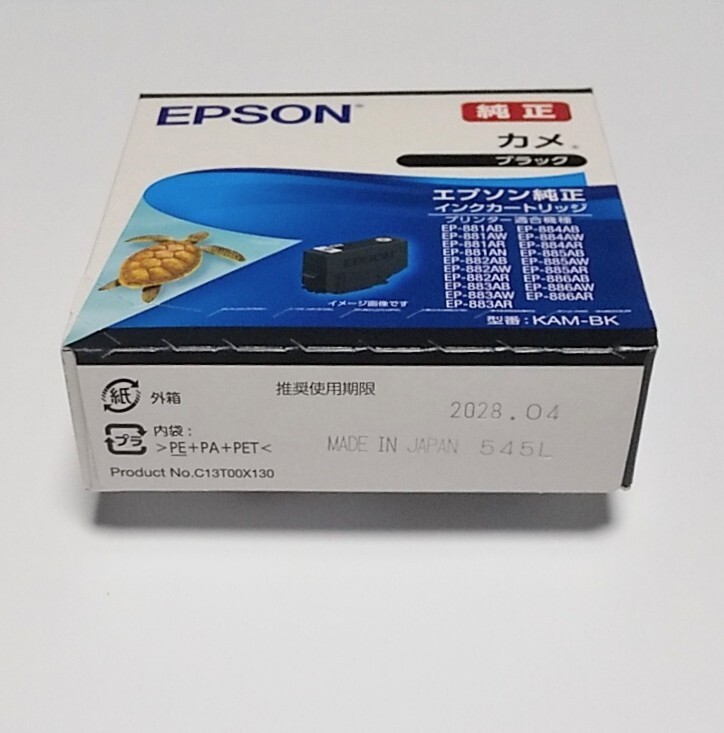 EPSON
純正
カメ
ブラック
エプソン純正
インクカートリッジ
プリンター適合機種
EP-881AB EP-884AB
EP-881AW EP-884AW
EP-881AR EP-884AR
EP-881AN EP-885AB
EP-882AB EP-885AW
EP-882AW EP-885AR
EP-882AR EP-886AB
EP-883AB EP-886AW
EP-883AW EP-886AR
EP-883AR
EPSON
イメージ画像です
型番：KAM-BK
紙 外箱
推奨使用期限
2028.04
プラ 内袋：
>PE+PA+PET<
MADE IN JAPAN 545L
Product No.C13T00X130